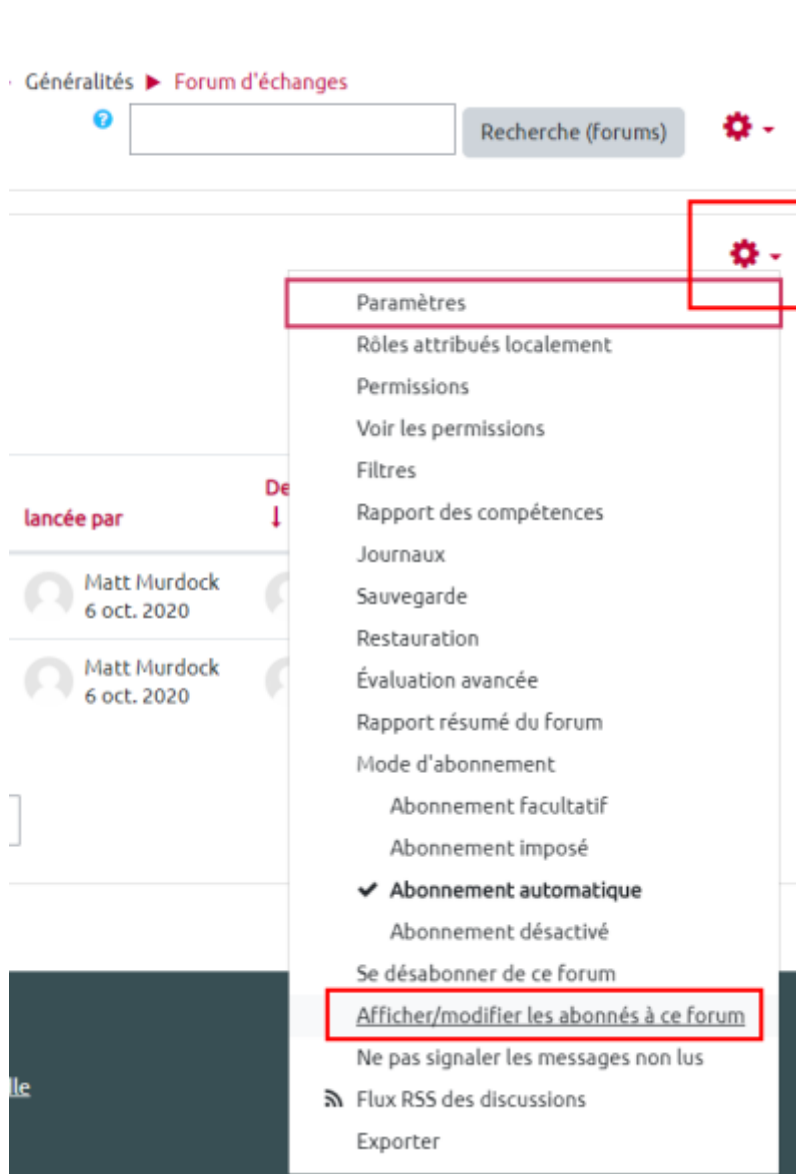 Généralités ▶ Forum d'échanges
Recherche (forums)
Paramètres
Rôles attribués localement
Permissions
Voir les permissions
Filtres
Rapport des compétences
Journaux
Sauvegarde
Restauration
Évaluation avancée
Rapport résumé du forum
Mode d'abonnement
Abonnement facultatif
Abonnement imposé
✔ Abonnement automatique
Abonnement désactivé
Se désabonner de ce forum
Afficher/modifier les abonnés à ce forum
Ne pas signaler les messages non lus
Flux RSS des discussions
Exporter
De
lancée par ↓
Matt Murdock
6 oct. 2020
Matt Murdock
6 oct. 2020
lle